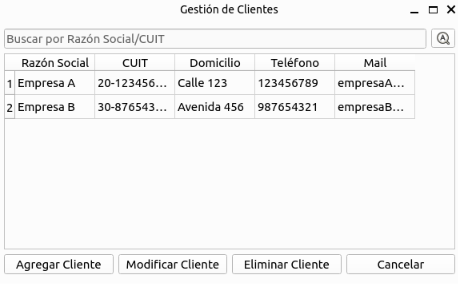 Gestión de Clientes
Buscar por Razón Social/CUIT
Razón Social CUIT Domicilio Teléfono Mail
1 Empresa A 20-123456... Calle 123 123456789 empresaA...
2 Empresa B 30-876543... Avenida 456 987654321 empresaB...
Agregar Cliente Modificar Cliente Eliminar Cliente Cancelar